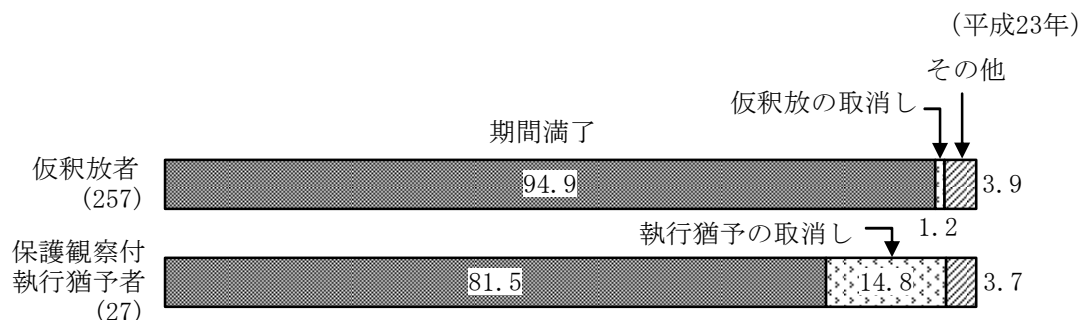 （平成23年）
その他
仮釈放の取消し
期間満了
仮釈放者
(257)
94.9
3.9
1.2
執行猶予の取消し
保護観察付
執行猶予者
(27)
81.5
14.8
3.7